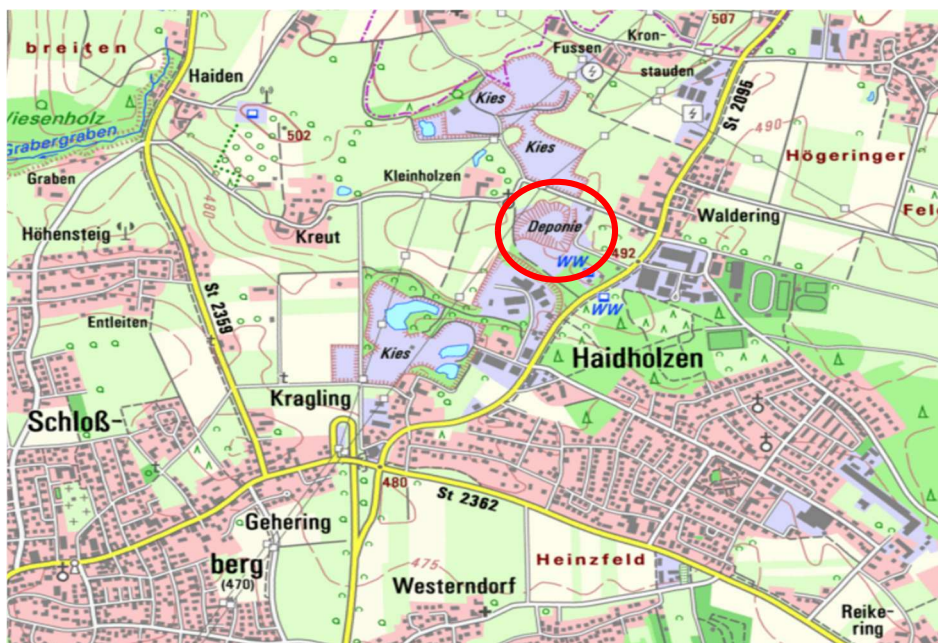 507
breiten
Kron-
Fussen
Haiden
stauden
Kies
St 2095
Wiesenholz
502
490
Grabergraben
Kies
Högeringer
Graben
Kleinholzen
480
Fel
Waldering
Höhensteig
Kreut
Deponie
492
WW
WW
Entleiten
St 2359
Kies
Haidholzen
Kragling
Schloß-
480
St 2362
Gehering
berg
(470)
475
Heinzfeld
Westerndorf
Reike-
ring